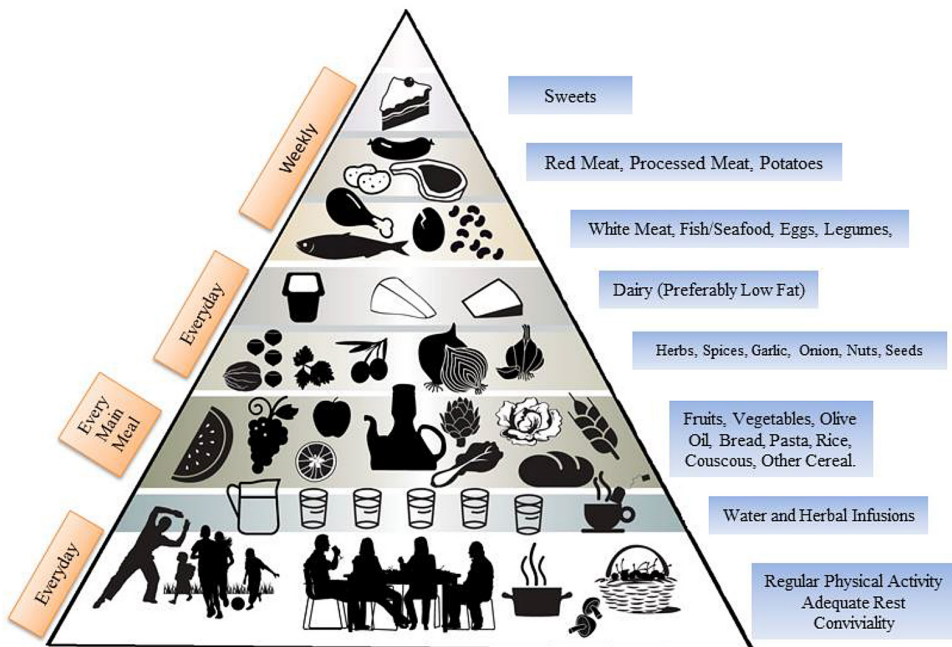 Sweets
Weekly
Red Meat, Processed Meat, Potatoes
White Meat, Fish/Seafood, Eggs, Legumes,
Everyday
Dairy (Preferably Low Fat)
Herbs, Spices, Garlic, Onion, Nuts, Seeds
Every
Main
Meal
Fruits, Vegetables, Olive
Oil, Bread, Pasta, Rice,
Couscous, Other Cereal.
Water and Herbal Infusions
Everyday
Regular Physical Activity
Adequate Rest
Conviviality